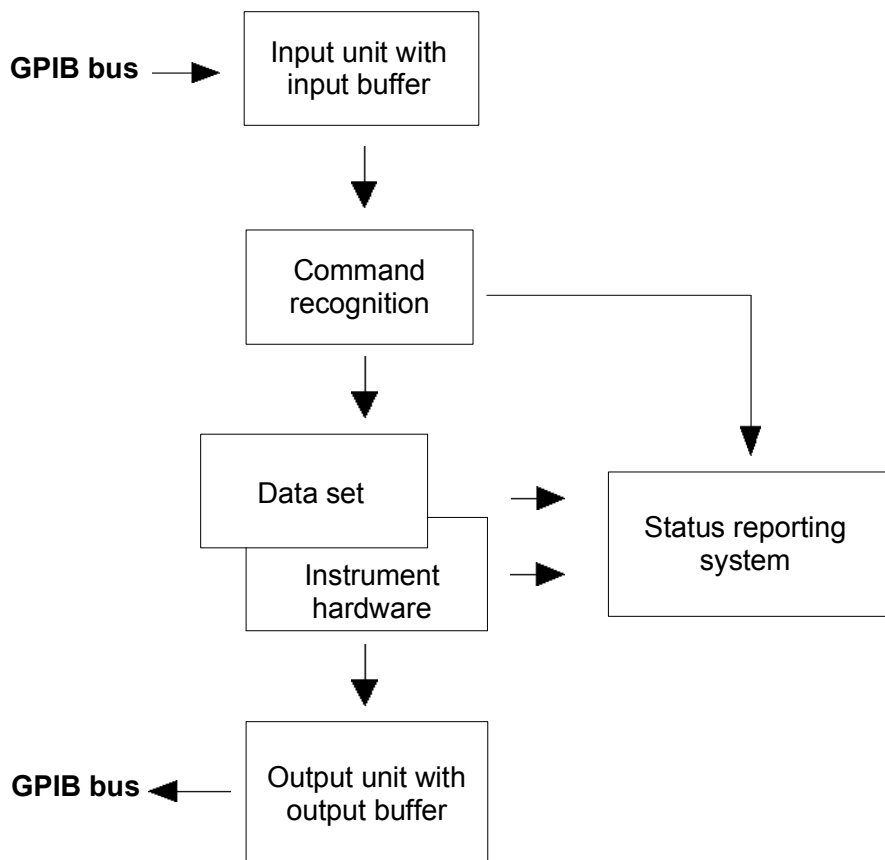 GPIB bus
Input unit with
input buffer
Command
recognition
Data set
Instrument
hardware
Status reporting
system
GPIB bus
Output unit with
output buffer